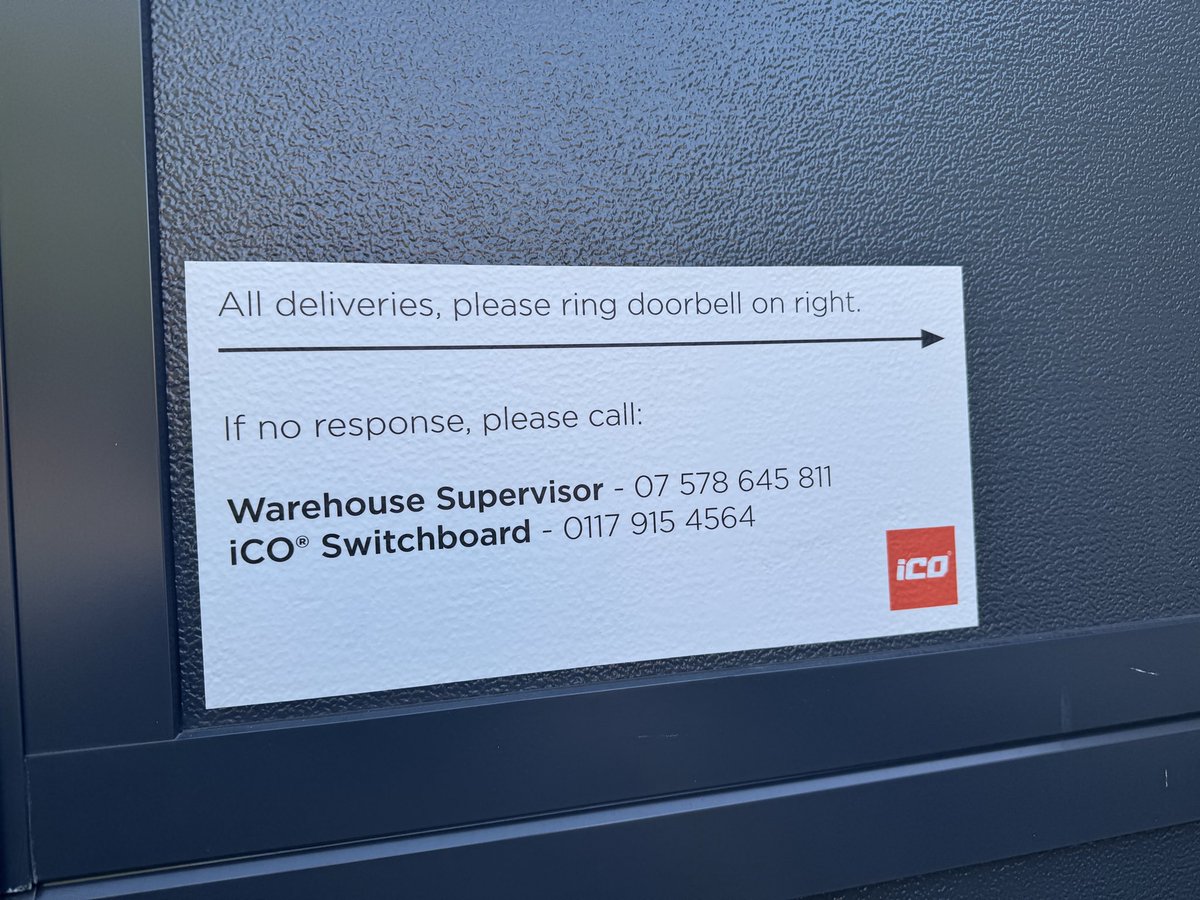 All deliveries, please ring doorbell on right.
If no response, please call:
Warehouse Supervisor - 07 578 645 811
iCO® Switchboard - 0117 915 4564
iCO®